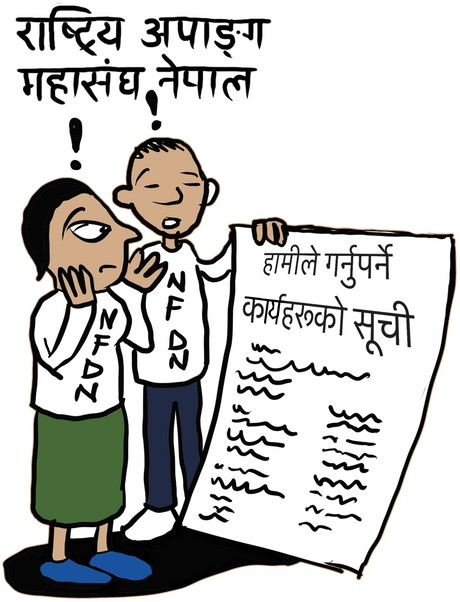 राष्ट्रिय अपाङ्ग
महासंघ नेपाल
!
!
NFDN
NFDN
हामीले गर्नुपर्ने
कार्यहरूको सूची